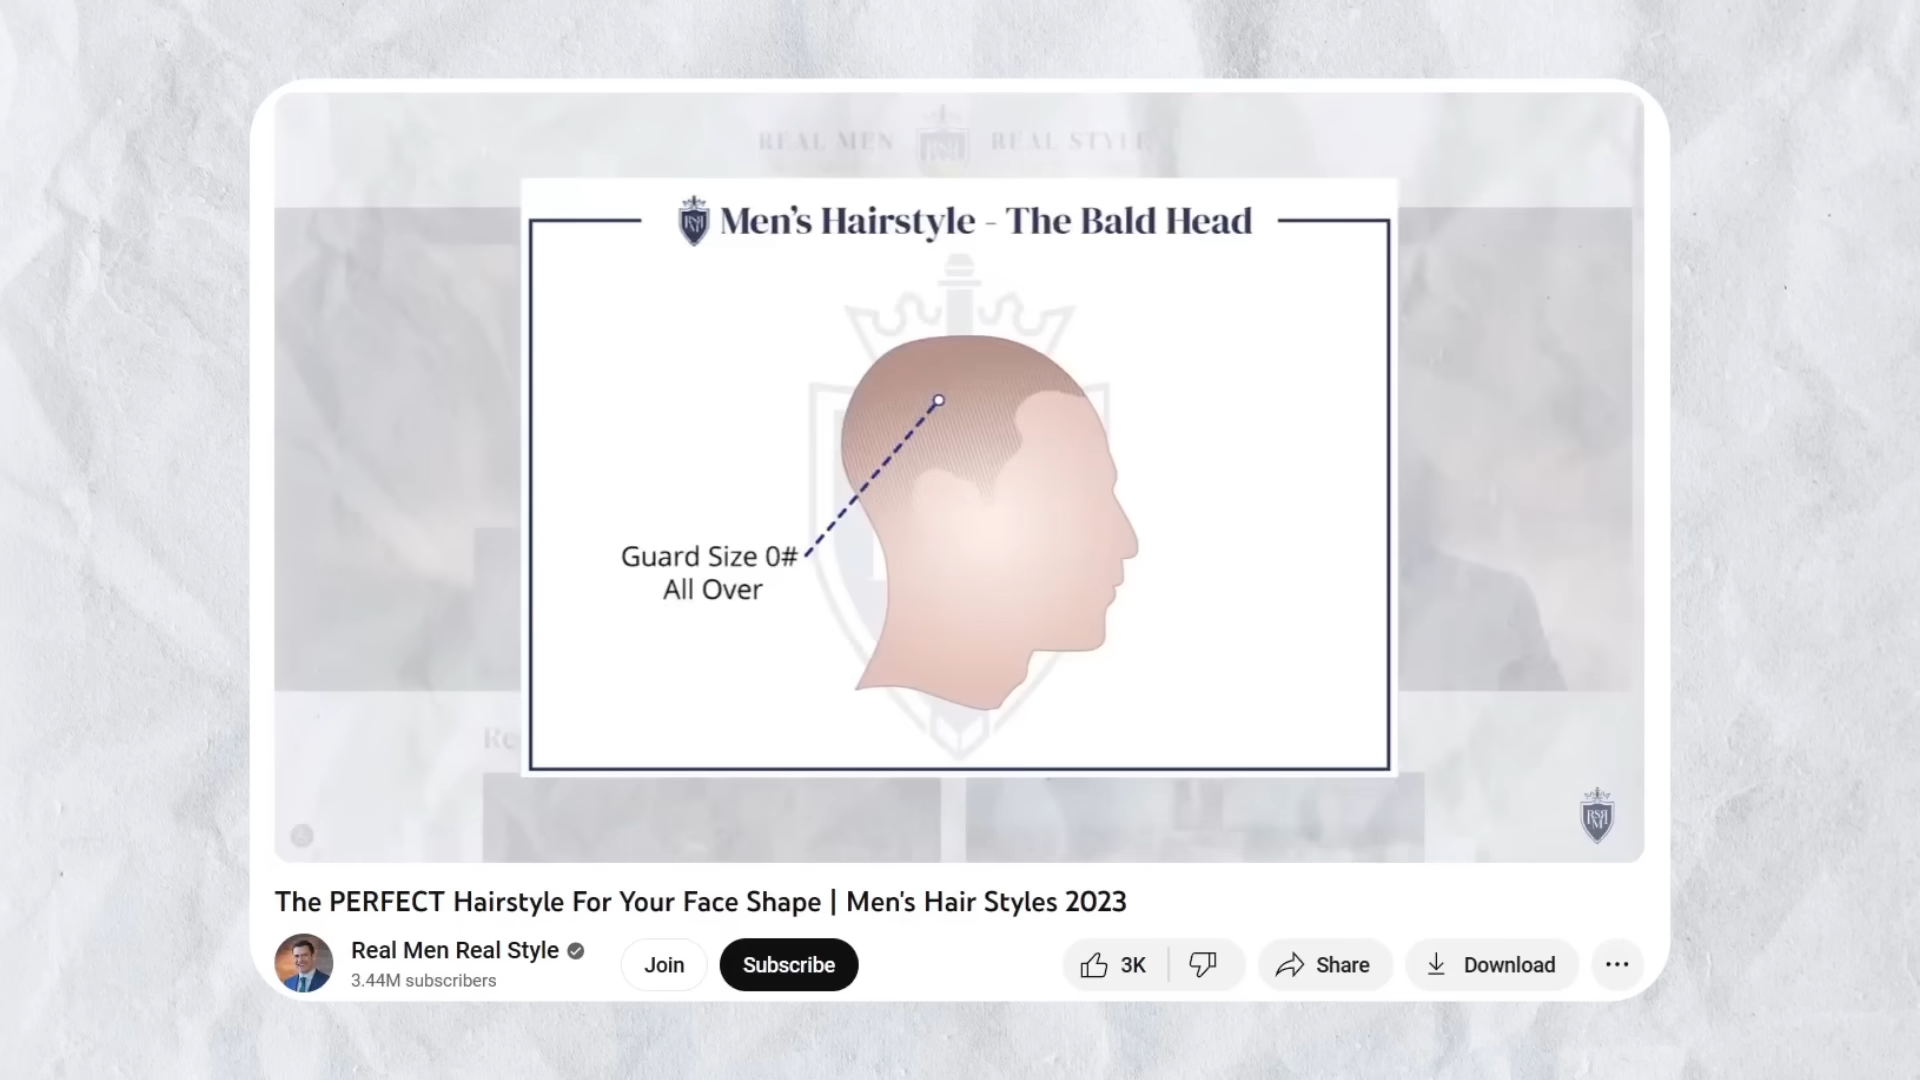 REAL MEN REAL STYLE
Men's Hairstyle - The Bald Head
Guard Size 0#
All Over
Re
The PERFECT Hairstyle For Your Face Shape | Men's Hair Styles 2023
Real Men Real Style
3.44M subscribers
Join
Subscribe
3K
Share
Download